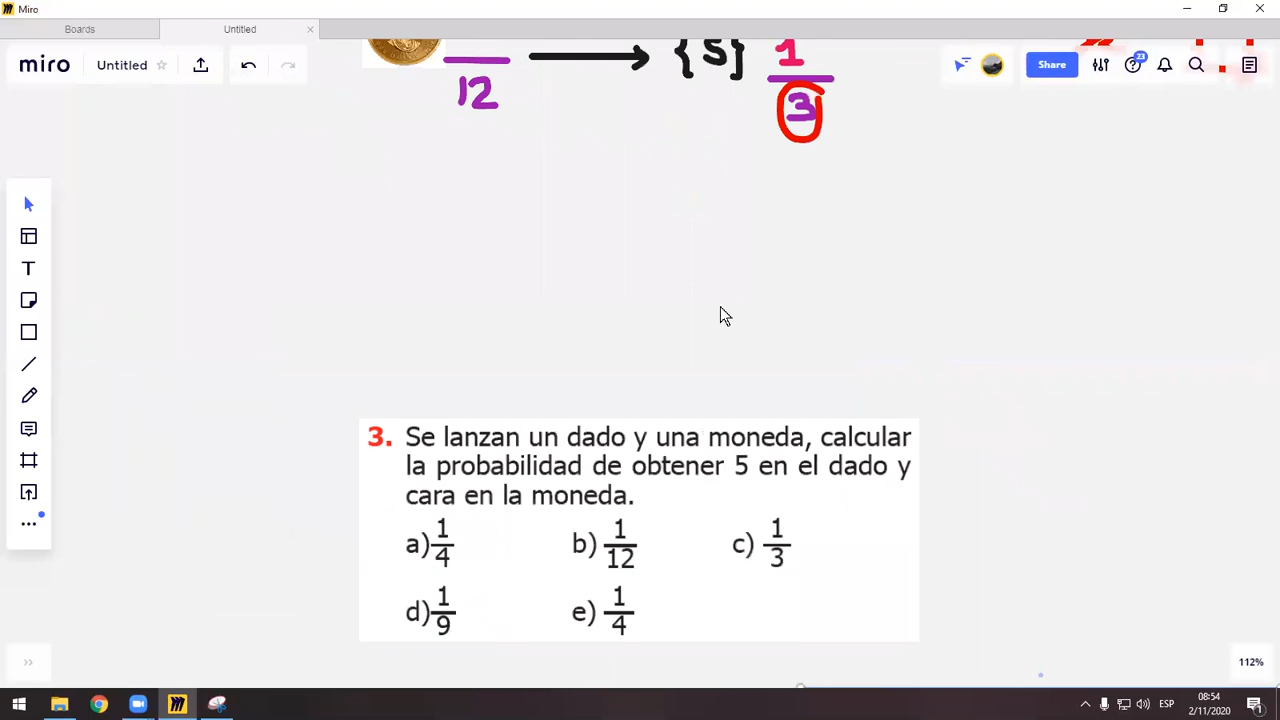 Miro
Boards
Untitled
miro
Untitled
Share
23
{5} 1
12
3
3. Se lanzan un dado y una moneda, calcular
la probabilidad de obtener 5 en el dado y
cara en la moneda.
a) 1/4 b) 1/12 c) 1/3
d) 1/9 e) 1/4
112%
08:54
ESP
2/11/2020
1